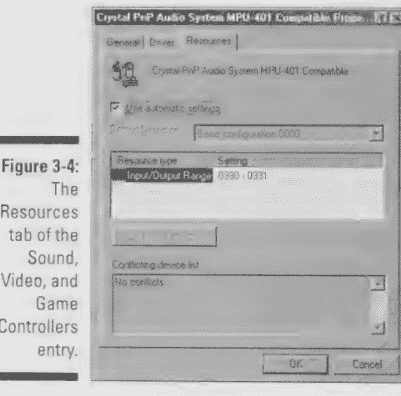 Crystal PnP Audio System MPU-401 Compatible Prope
General Driver Resources
Crystal PnP Audio System MPU-401 Compatible
Use automatic settings
Basic configuration 0000
Resource type Setting
Input/Output Range 0330 - 0331
Conflicting device list:
No conflicts
OK Cancel
Figure 3-4:
The
Resources
tab of the
Sound,
Video, and
Game
Controllers
entry.